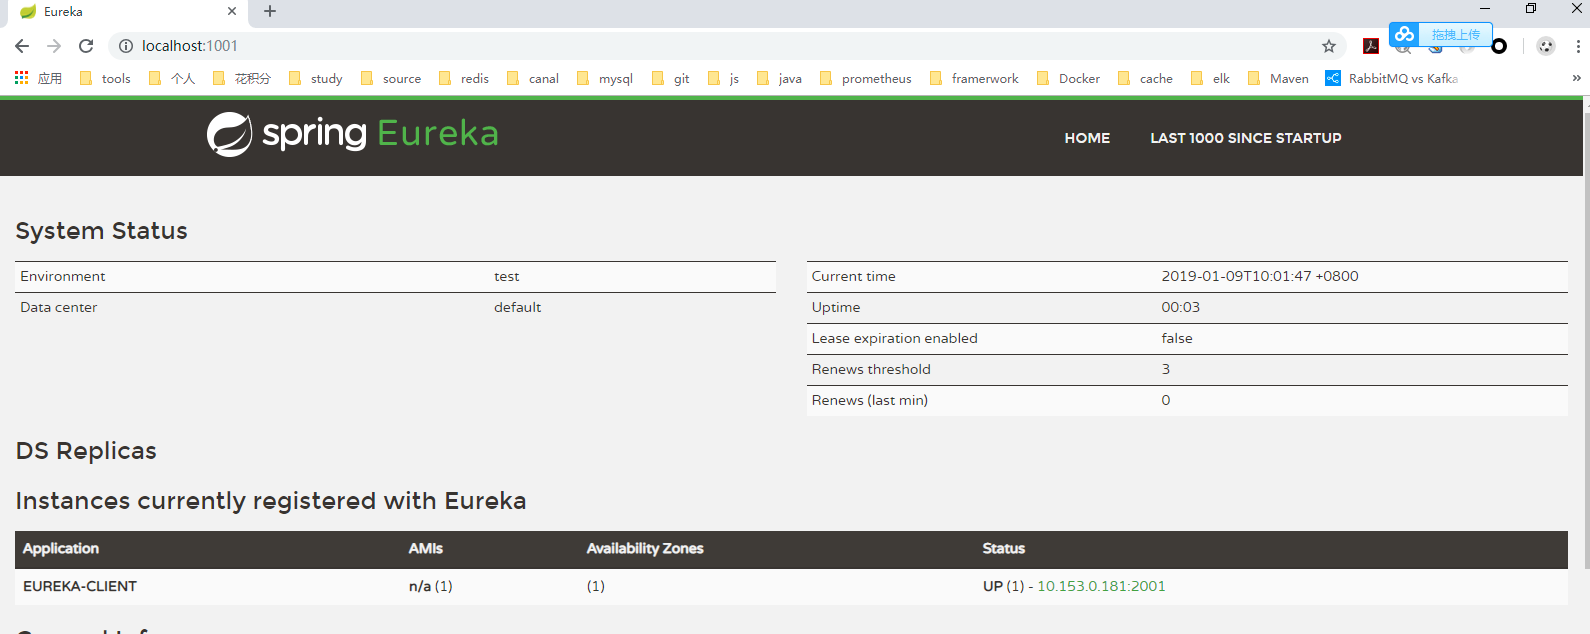 Eureka
localhost:1001
拖拽上传
应用 tools 个人 花积分 study source redis canal mysql git js java prometheus framerwork Docker cache elk Maven RabbitMQ vs Kafka
spring Eureka
HOME LAST 1000 SINCE STARTUP
System Status
Environment test
Data center default
Current time 2019-01-09T10:01:47 +0800
Uptime 00:03
Lease expiration enabled false
Renews threshold 3
Renews (last min) 0
DS Replicas
Instances currently registered with Eureka
Application AMIs Availability Zones Status
EUREKA-CLIENT n/a (1) (1) UP (1) - 10.153.0.181:2001